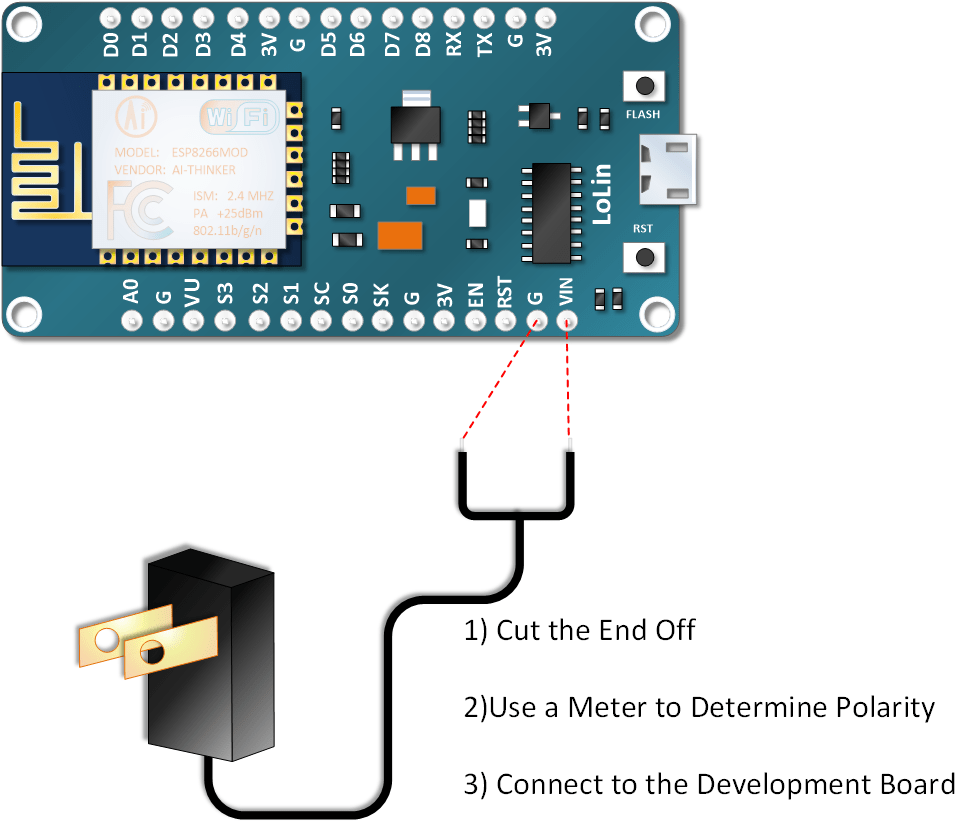 D0 D1 D2 D3 D4 3V G D5 D6 D7 D8 RX TX G 3V
FLASH
Ai WiFi
MODEL: ESP8266MOD
VENDOR: AI-THINKER
FCC
ISM: 2.4 MHZ
PA +25dBm
802.11b/g/n
LoLin
RST
A0 G VU S3 S2 S1 SC S0 SK G 3V EN RST G VIN
1) Cut the End Off
2)Use a Meter to Determine Polarity
3) Connect to the Development Board